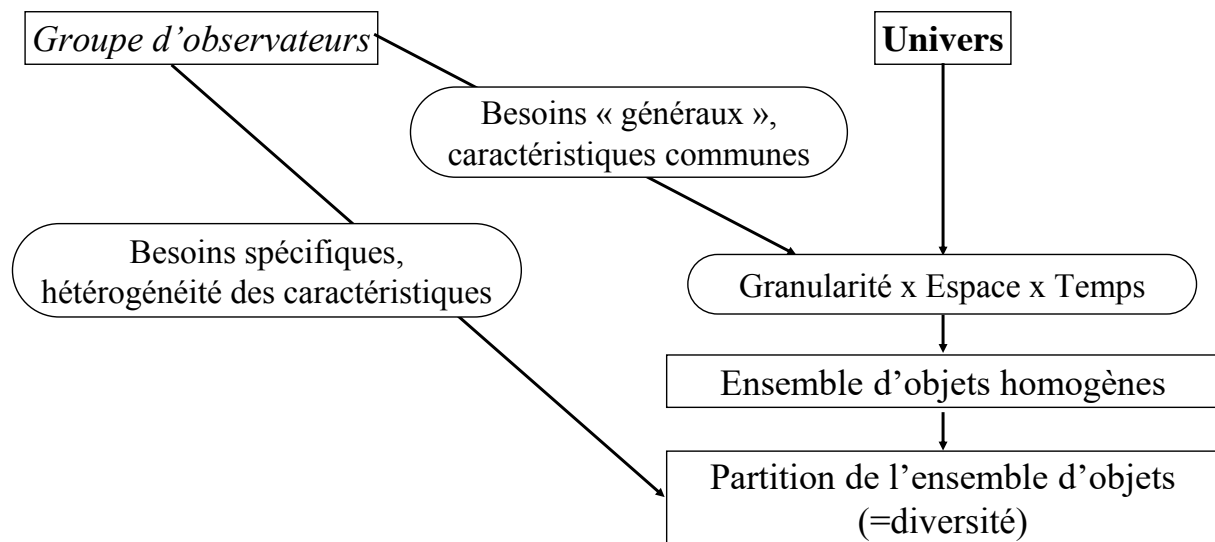 Groupe d’observateurs
Univers
Besoins « généraux »,
caractéristiques communes
Besoins spécifiques,
hétérogénéité des caractéristiques
Granularité x Espace x Temps
Ensemble d’objets homogènes
Partition de l’ensemble d’objets
(=diversité)